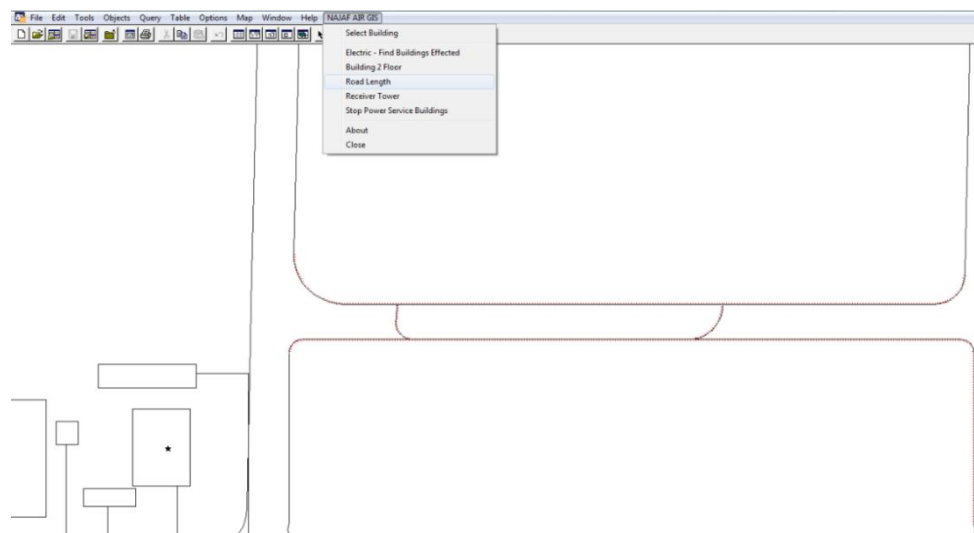 File Edit Tools Objects Query Table Options Map Window Help NAJAF AIR GIS
Select Building
Electric - Find Buildings Effected
Building 2 Floor
Road Length
Receiver Tower
Stop Power Service Buildings
About
Close